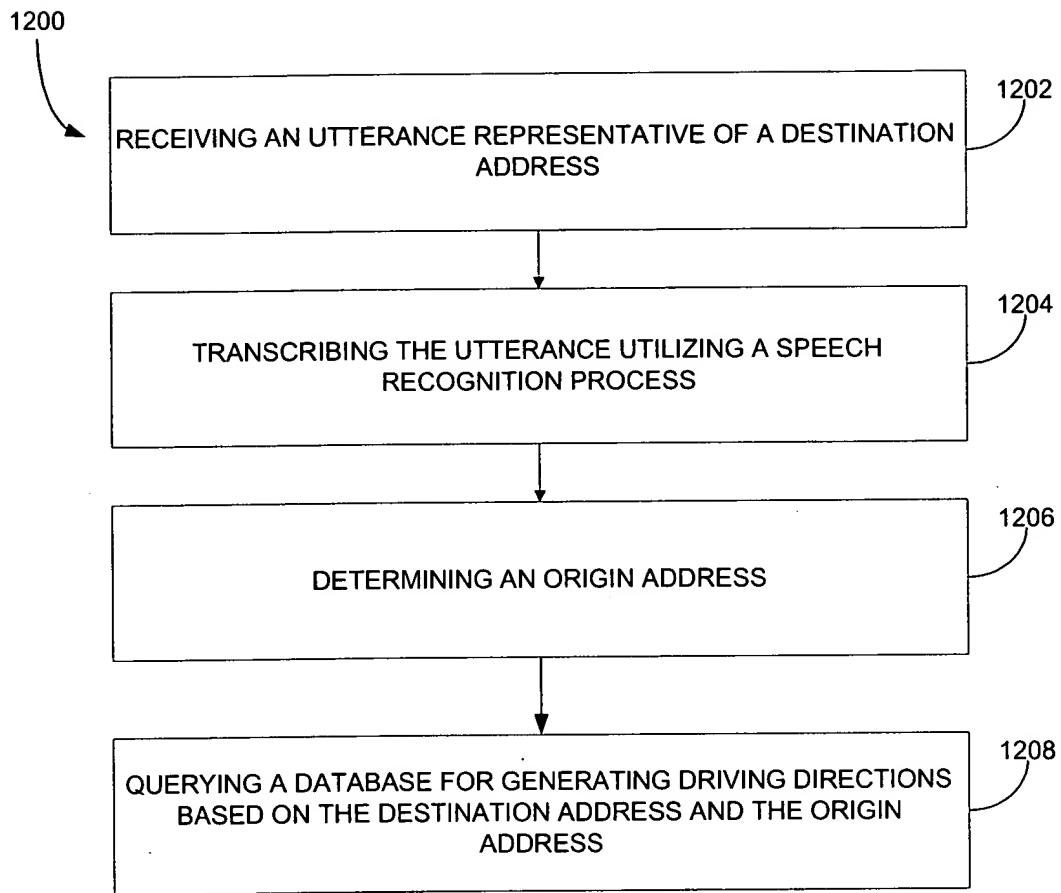 1200
1202
RECEIVING AN UTTERANCE REPRESENTATIVE OF A DESTINATION
ADDRESS
1204
TRANSCRIBING THE UTTERANCE UTILIZING A SPEECH
RECOGNITION PROCESS
1206
DETERMINING AN ORIGIN ADDRESS
1208
QUERYING A DATABASE FOR GENERATING DRIVING DIRECTIONS
BASED ON THE DESTINATION ADDRESS AND THE ORIGIN
ADDRESS